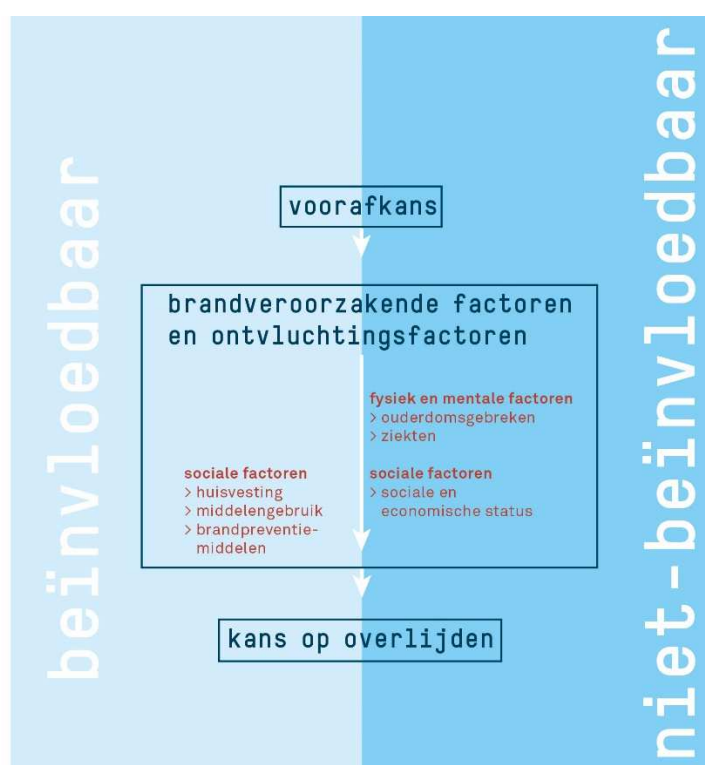 beïnvloedbaar
niet-beïnvloedbaar
voorafkans
brandveroorzakende factoren
en ontvluchtingsfactoren
fysiek en mentale factoren
> ouderdomsgebreken
> ziekten
sociale factoren
> huisvesting
> middelengebruik
> brandpreventie-
middelen
sociale factoren
> sociale en
economische status
kans op overlijden